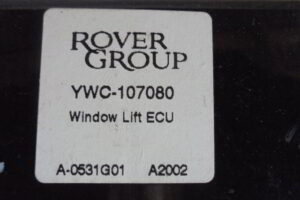 ROVER
GROUP
YWC-107080
Window Lift ECU
A-0531G01 A2002